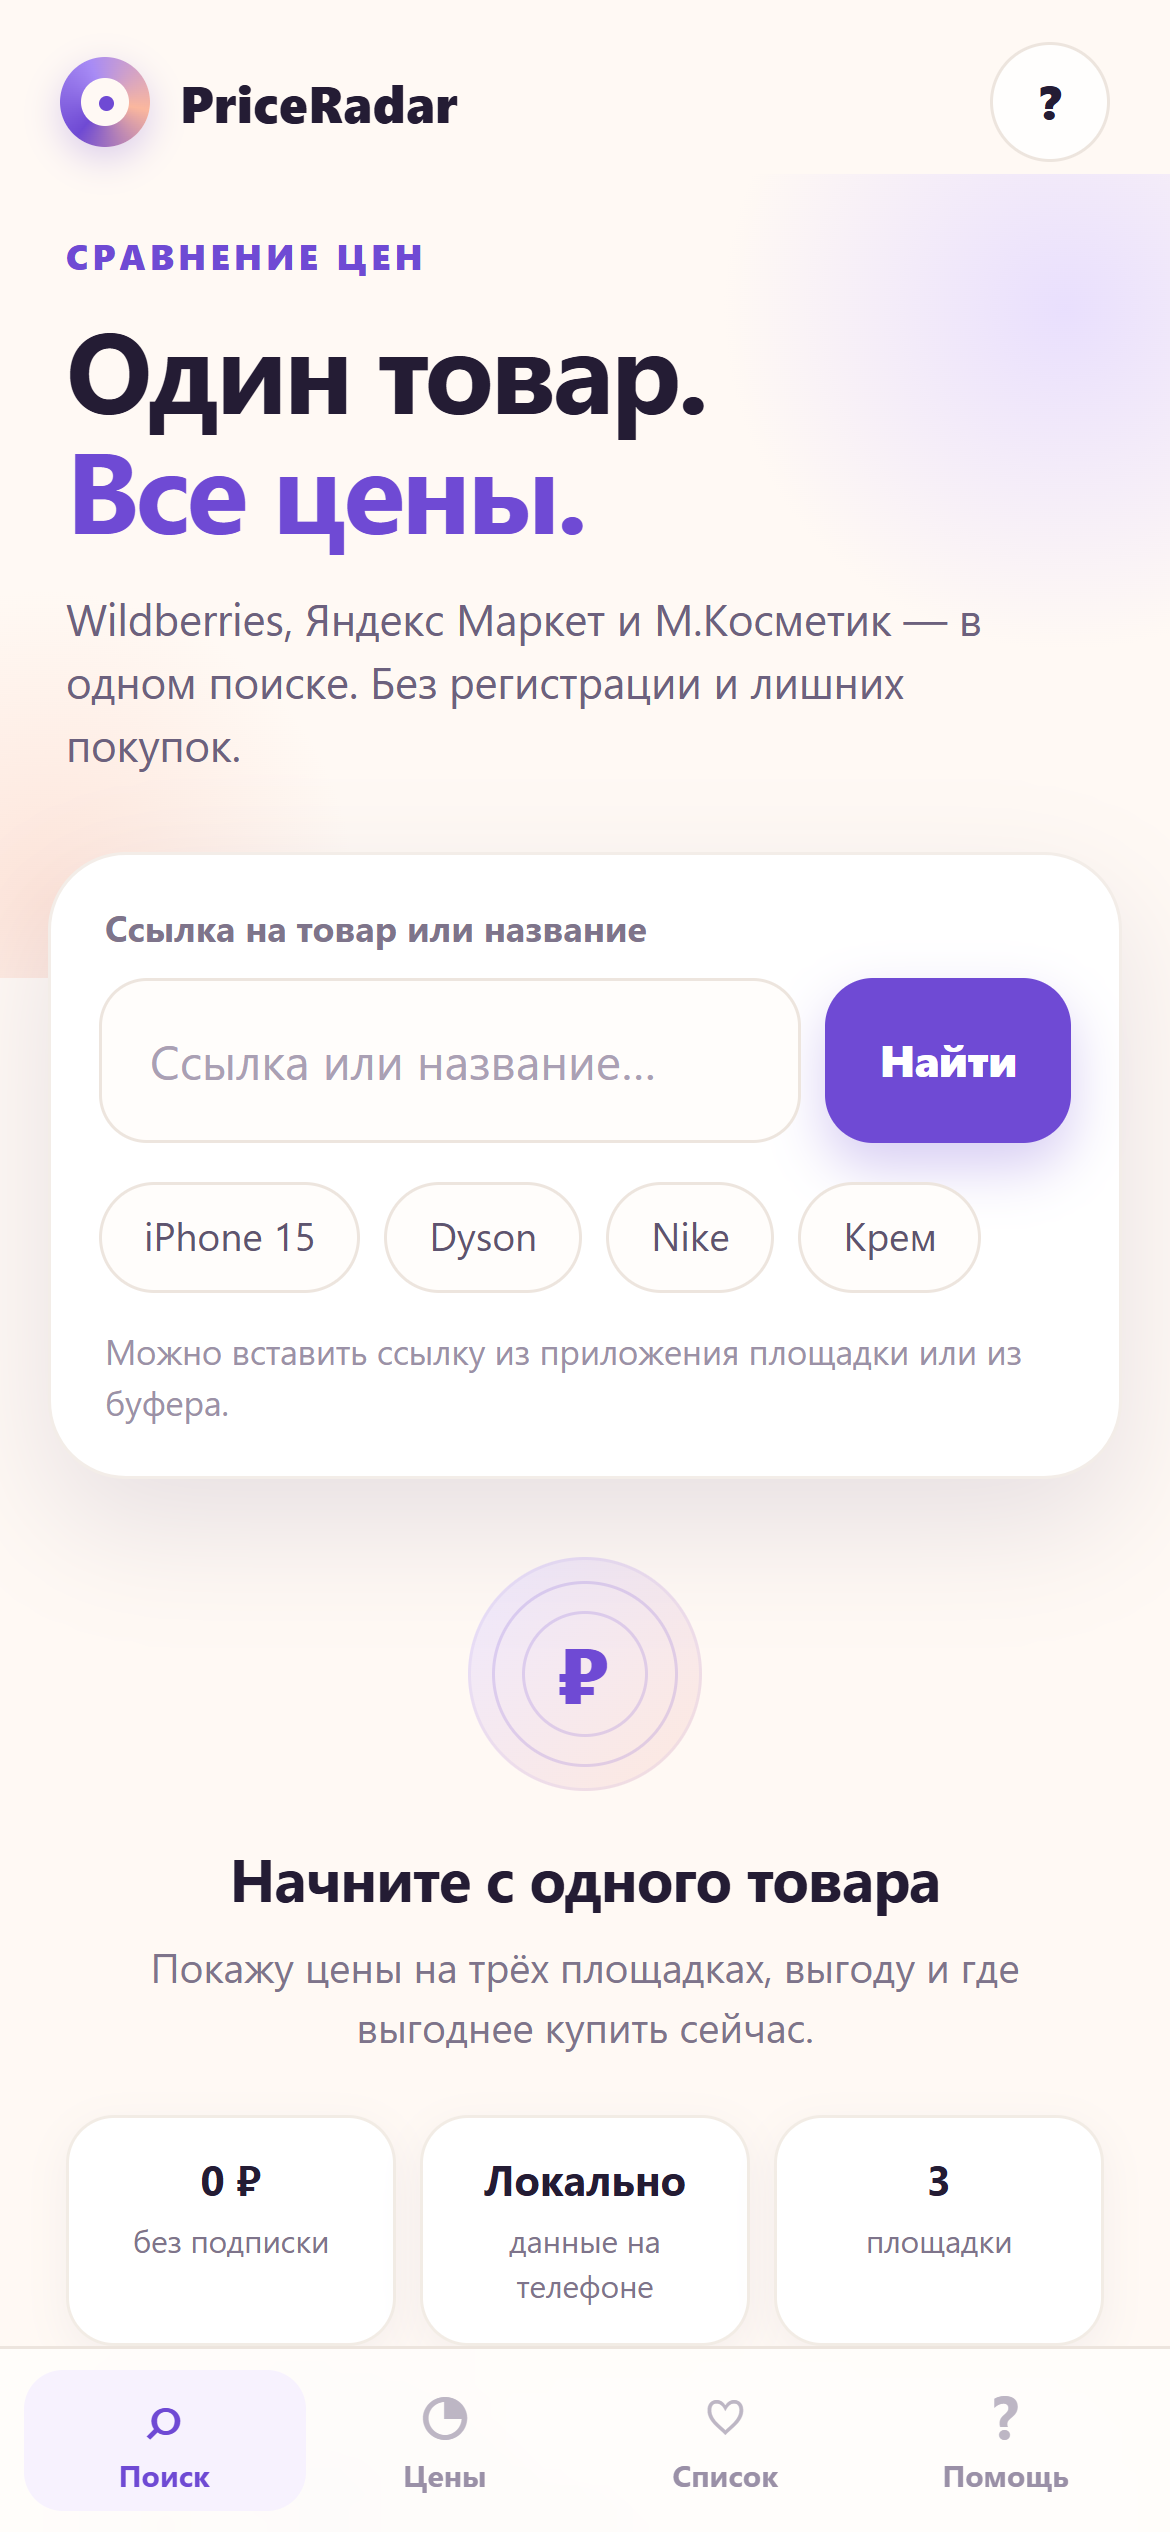 PriceRadar
?
СРАВНЕНИЕ ЦЕН
Один товар.
Все цены.
Wildberries, Яндекс Маркет и М.Косметик — в
одном поиске. Без регистрации и лишних
покупок.
Ссылка на товар или название
Ссылка или название...
Найти
iPhone 15
Dyson
Nike
Крем
Можно вставить ссылку из приложения площадки или из
буфера.
₽
Начните с одного товара
Покажу цены на трёх площадках, выгоду и где
выгоднее купить сейчас.
0 ₽
без подписки
Локально
данные на
телефоне
3
площадки
Поиск
Цены
Список
?
Помощь